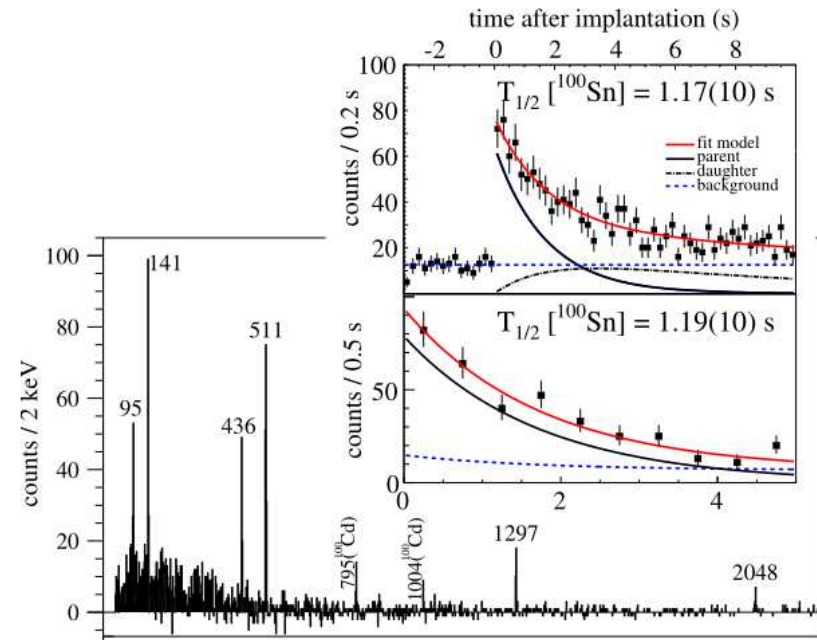 time after implantation (s)
-2 0 2 4 6 8
100
T1/2 [100Sn] = 1.17(10) s
80
fit model
parent
daughter
background
60
40
20
counts / 0.2 s
T1/2 [100Sn] = 1.19(10) s
50
0
counts / 0.5 s
0 2 4
100
80
60
40
20
0
counts / 2 keV
95
141
436
511
795(100Cd)
1004(100Cd)
1297
2048